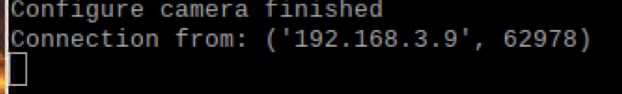 Configure camera finished
Connection from: ('192.168.3.9', 62978)